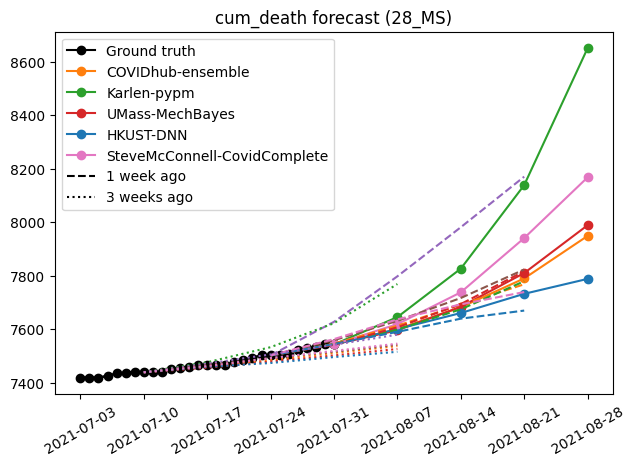 cum_death forecast (28_MS)
Ground truth
COVIDhub-ensemble
Karlen-pypm
UMass-MechBayes
HKUST-DNN
SteveMcConnell-CovidComplete
1 week ago
3 weeks ago
8600
8400
8200
8000
7800
7600
7400
2021-07-03
2021-07-10
2021-07-17
2021-07-24
2021-07-31
2021-08-07
2021-08-14
2021-08-21
2021-08-28